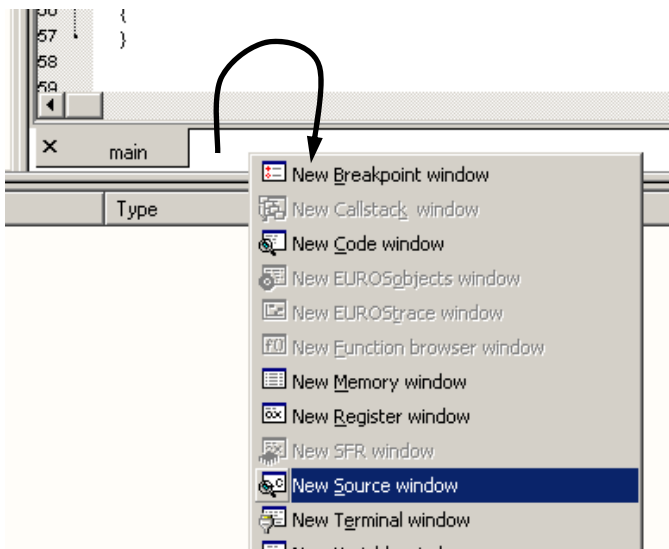 {
57
}
58
59
main
Type
New Breakpoint window
New Callstack window
New Code window
New EUROSobjects window
New EUROStrace window
New Function browser window
New Memory window
New Register window
New SFR window
New Source window
New Terminal window